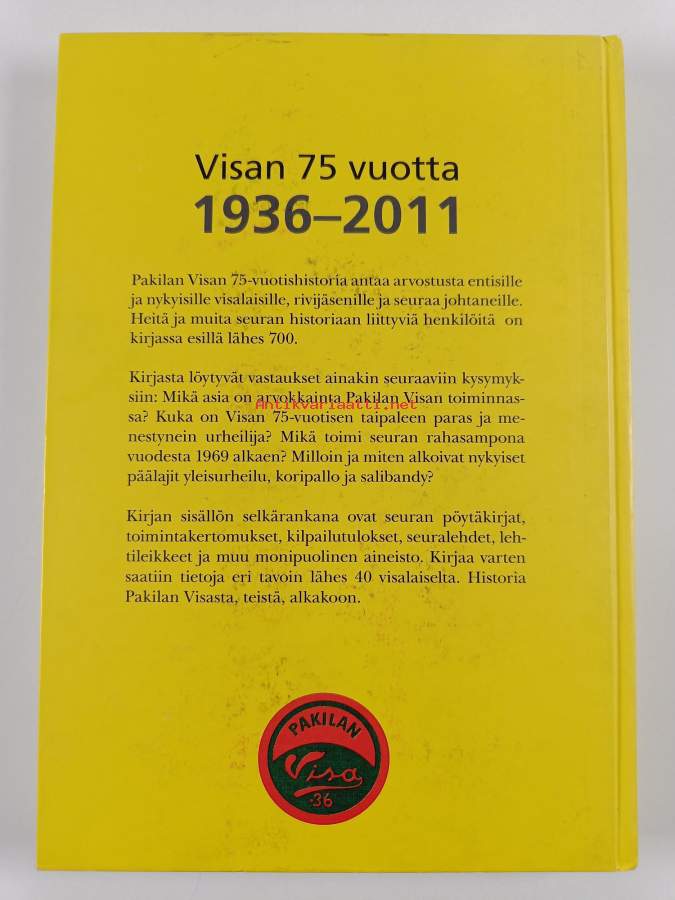 Visan 75 vuotta
1936–2011
Pakilan Visan 75-vuotishistoria antaa arvostusta entisille
ja nykyisille visalaisille, rivijäsenille ja seuraa johtaneille.
Heitä ja muita seuran historiaan liittyviä henkilöitä on
kirjassa esillä lähes 700.
Kirjasta löytyvät vastaukset ainakin seuraaviin kysymyk-
siin: Mikä asia on arvokkainta Pakilan Visan toiminnas-
Antikvariaatti.net
sa? Kuka on Visan 75-vuotisen taipaleen paras ja me-
nestynein urheilija? Mikä toimi seuran rahasampona
vuodesta 1969 alkaen? Milloin ja miten alkoivat nykyiset
päälajit yleisurheilu, koripallo ja salibandy?
Kirjan sisällön selkärankana ovat seuran pöytäkirjat,
toimintakertomukset, kilpailutulokset, seuralehdet, leh-
tileikkeet ja muu monipuolinen aineisto. Kirjaa varten
saatiin tietoja eri tavoin lähes 40 visalaiselta. Historia
Pakilan Visasta, teistä, alkakoon.
PAKILAN
Visa
-36